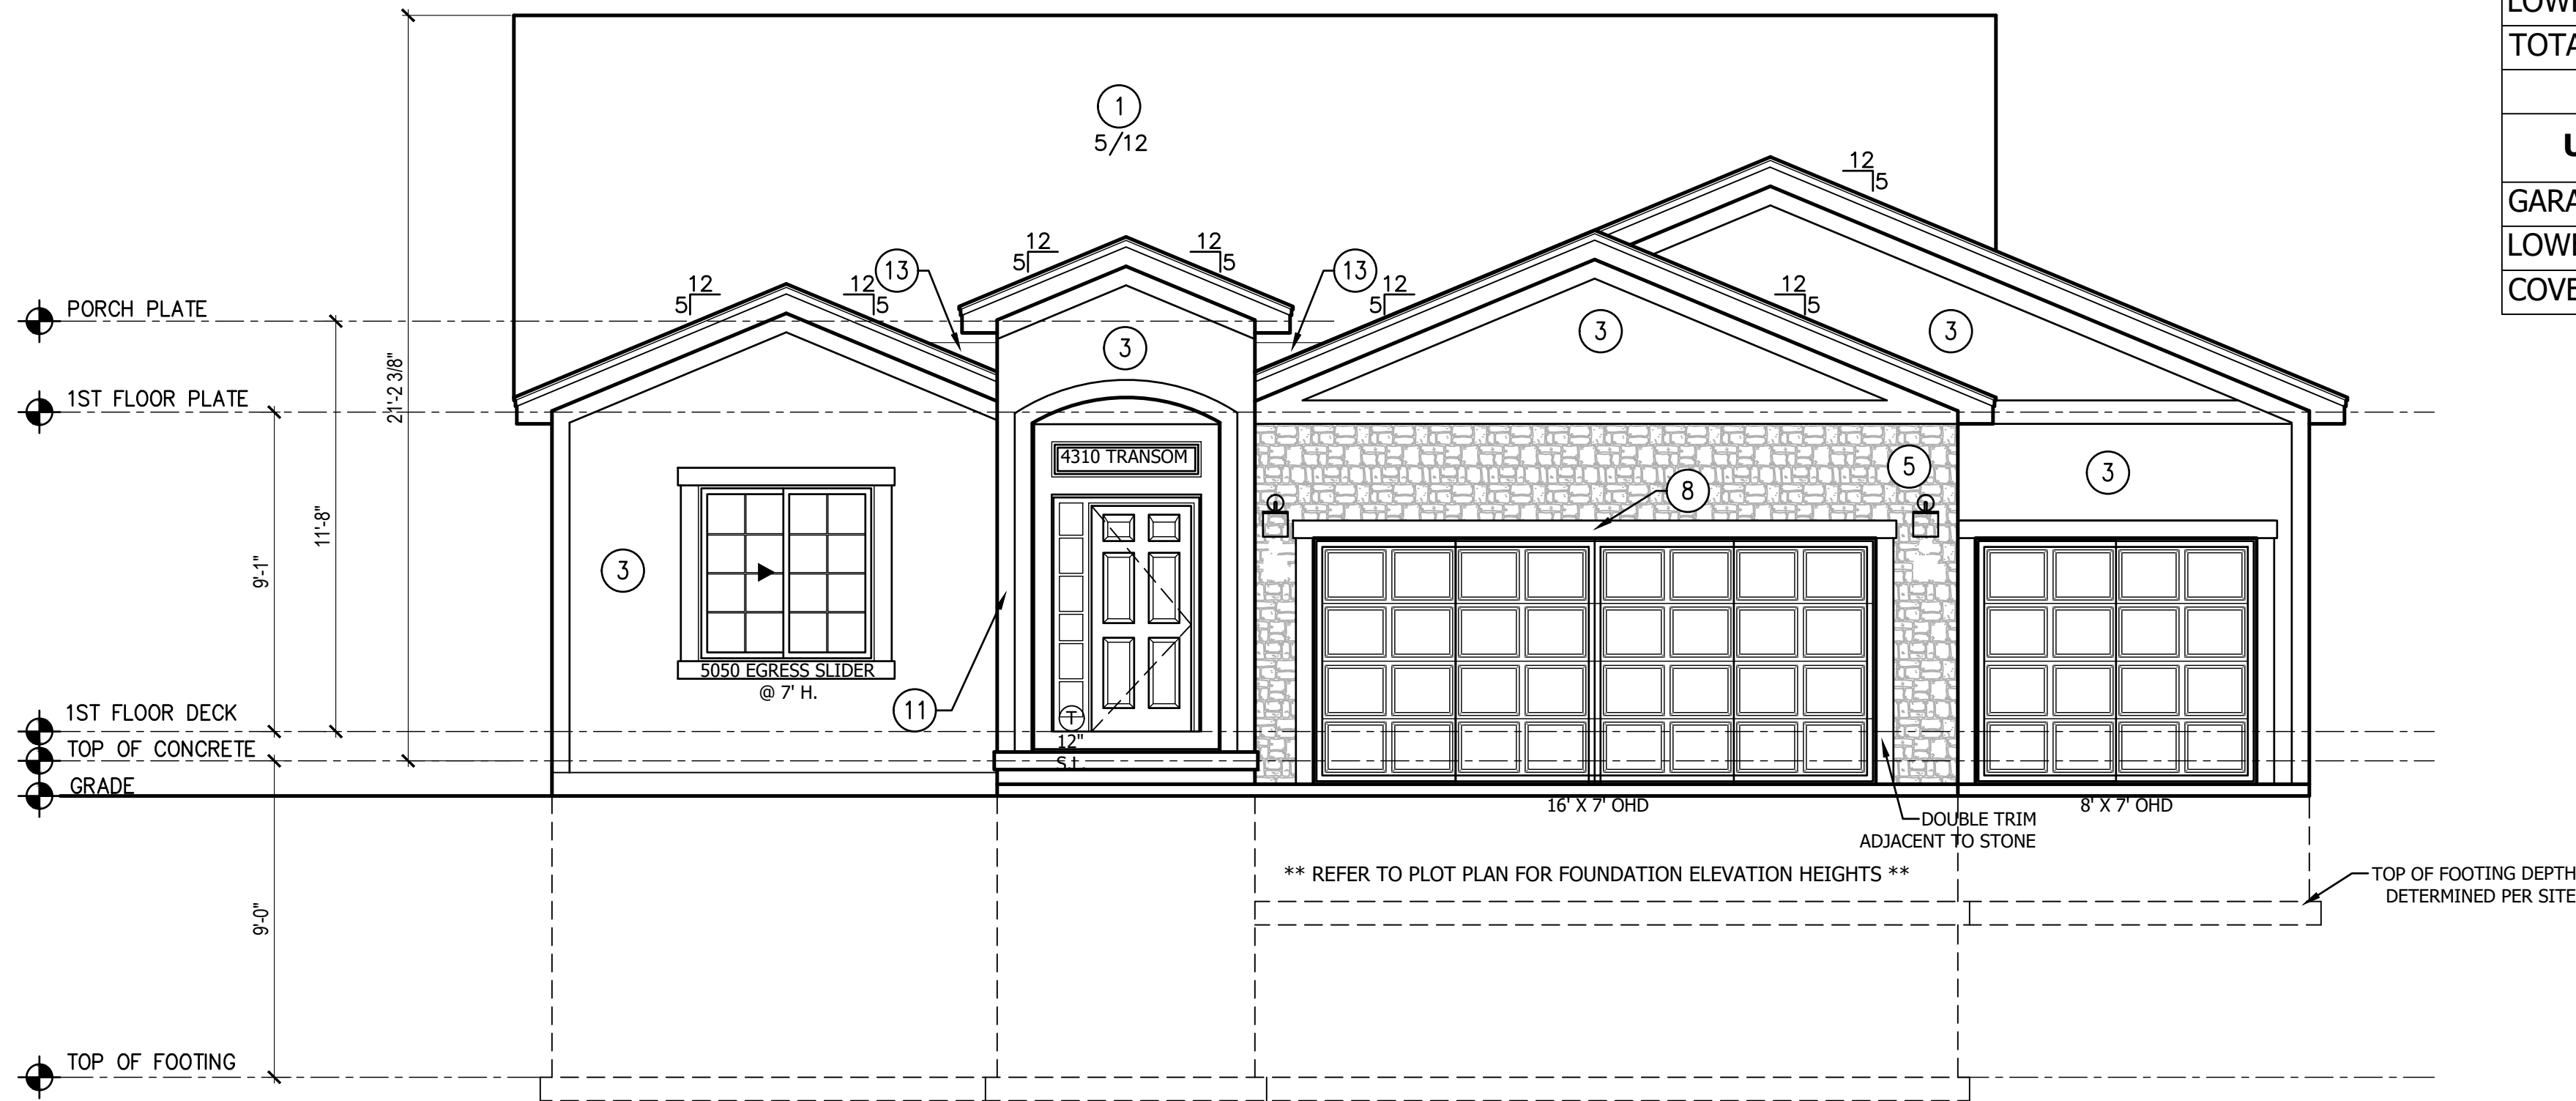 1
5/12
12
5
12
5
12
5
12
5
12
5
12
5
12
5
13
13
3
3
3
3
3
5
8
11
PORCH PLATE
1ST FLOOR PLATE
1ST FLOOR DECK
TOP OF CONCRETE
GRADE
TOP OF FOOTING
21'-2 3/8"
11'-8"
9'-1"
9'-0"
4310 TRANSOM
5050 EGRESS SLIDER
@ 7' H.
T
12"
S.L.
16' X 7' OHD
8' X 7' OHD
DOUBLE TRIM
ADJACENT TO STONE
** REFER TO PLOT PLAN FOR FOUNDATION ELEVATION HEIGHTS **
TOP OF FOOTING DEPTH
DETERMINED PER SITE
TOTA
U
GARA
LOWE
COVE